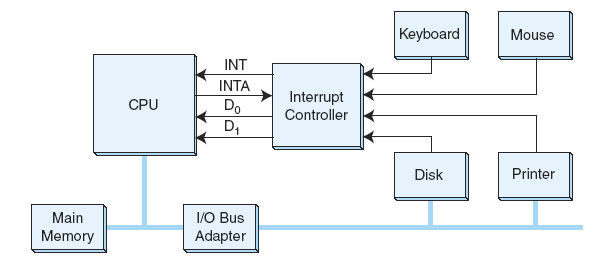 Keyboard
Mouse
INT
INTA
D0
D1
CPU
Interrupt
Controller
Disk
Printer
Main
Memory
I/O Bus
Adapter